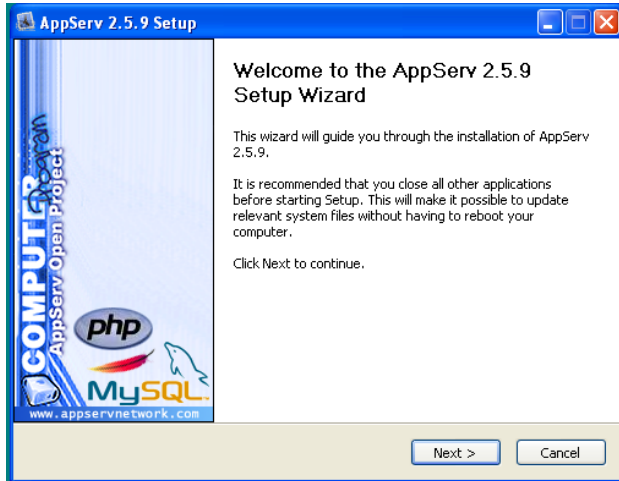 AppServ 2.5.9 Setup
Welcome to the AppServ 2.5.9
Setup Wizard
This wizard will guide you through the installation of AppServ
2.5.9.
It is recommended that you close all other applications
before starting Setup. This will make it possible to update
relevant system files without having to reboot your
computer.
Click Next to continue.
COMPUTER
Program
AppServ Open Project
php
MySQL
www.appservnetwork.com
Next >
Cancel